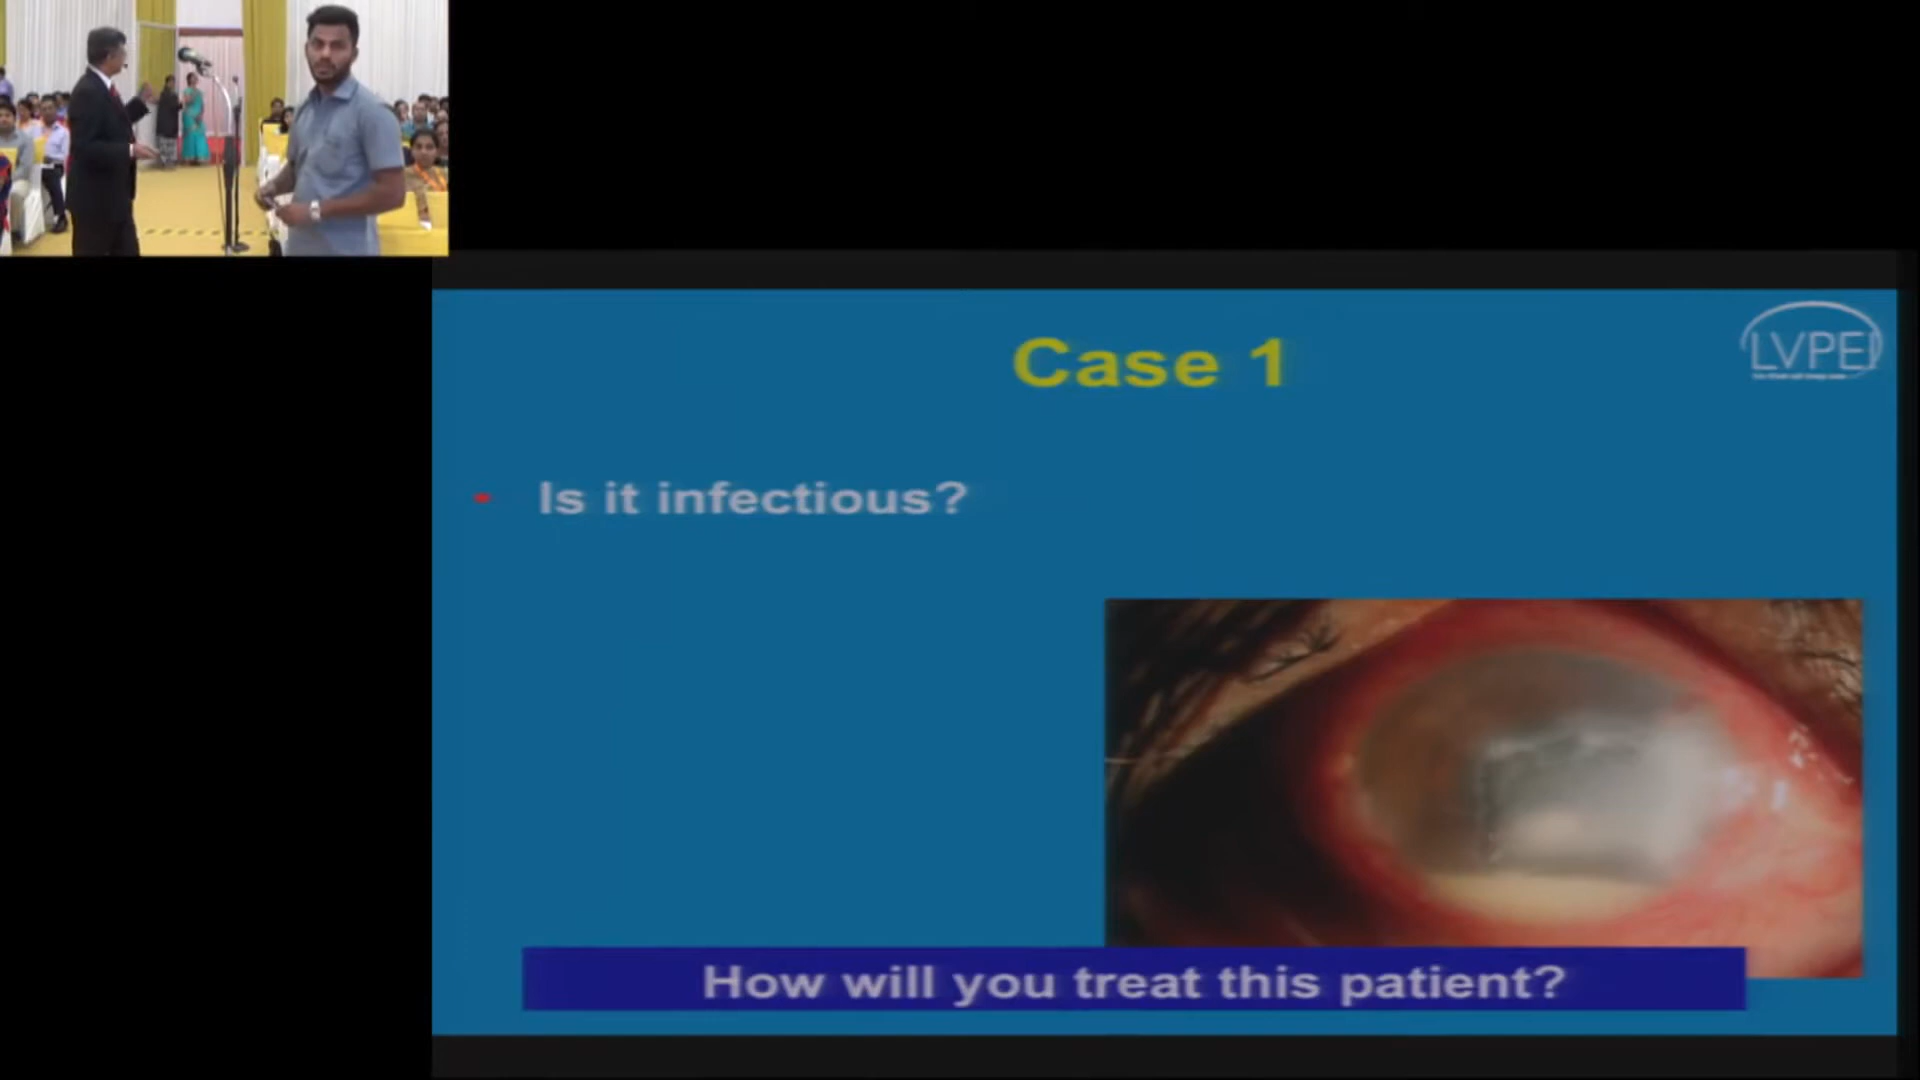 Case 1
LVPEI
• Is it infectious?
How will you treat this patient?